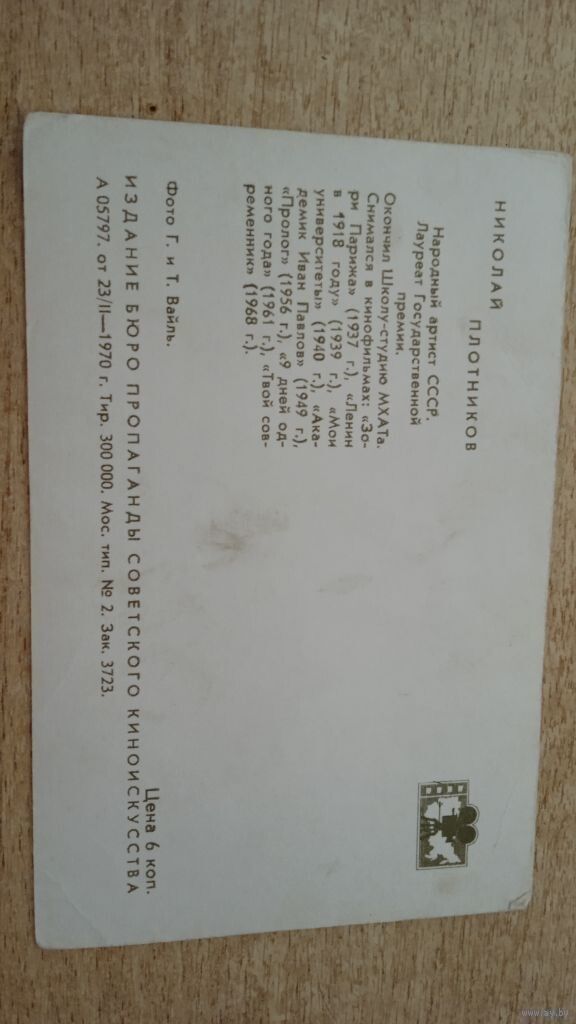 НИКОЛАЙ
ПЛОТНИКОВ
Народный артист СССР.
Лауреат Государственной
премии.
Окончил Школу-студию МХАТа.
Снимался в кинофильмах: «Зо-
ри Парижа» (1937 г.), «Ленин
в 1918 году» (1939 г.), «Мои
университеты» (1940 г.), «Ака-
демик Иван Павлов» (1949 г.),
«Пролог» (1956 г.), «9 дней од-
ного года» (1961 г.), «Твой сов-
ременник» (1968 г.).
Фото Г. и Т. Вайль.
Цена 6 коп.
ИЗДАНИЕ БЮРО ПРОПАГАНДЫ СОВЕТСКОГО КИНОИСКУССТВА
А 05797. от 23/II—1970 г. Тир. 300 000. Мос. тип. № 2. Зак. 3723.
www.ay.by